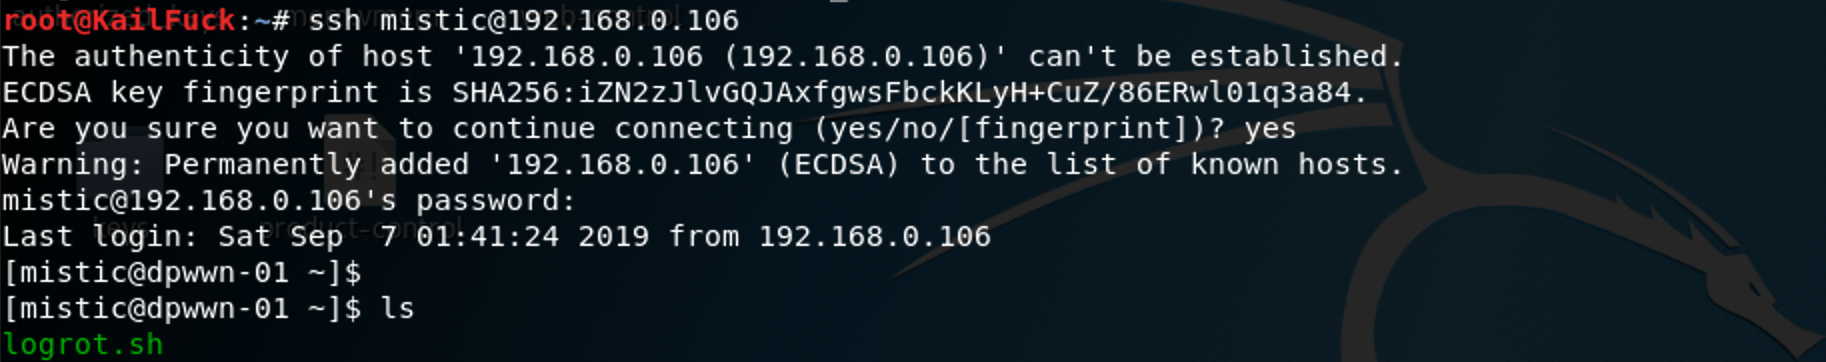 root@KailFuck:~# ssh mistic@192.168.0.106
The authenticity of host '192.168.0.106 (192.168.0.106)' can't be established.
ECDSA key fingerprint is SHA256:iZN2zJlvGQJAxfgwsFbckKLyH+CuZ/86ERwl01q3a84.
Are you sure you want to continue connecting (yes/no/[fingerprint])? yes
Warning: Permanently added '192.168.0.106' (ECDSA) to the list of known hosts.
mistic@192.168.0.106's password:
Last login: Sat Sep  7 01:41:24 2019 from 192.168.0.106
[mistic@dpwwn-01 ~]$
[mistic@dpwwn-01 ~]$ ls
logrot.sh